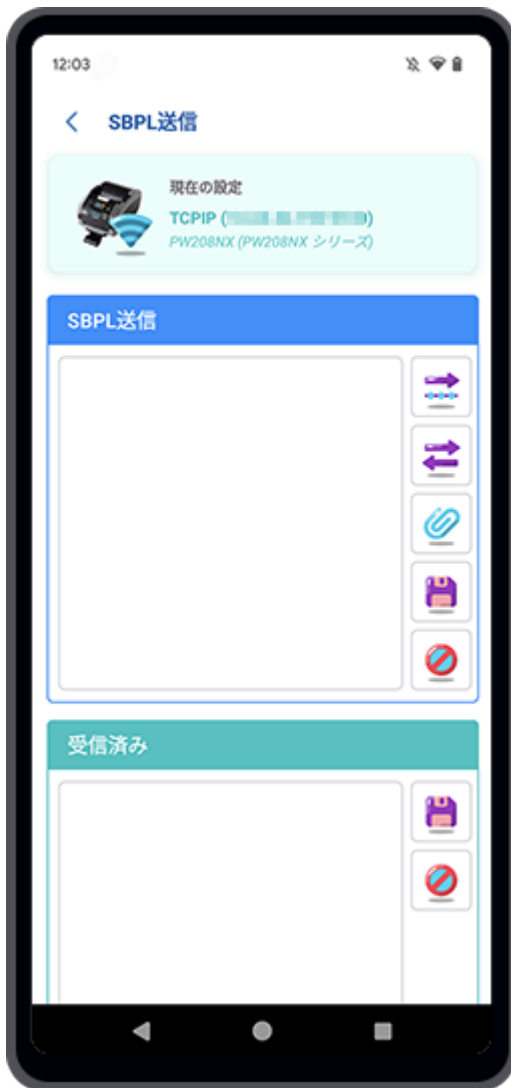 12:03
SBPL送信
現在の設定
TCPIP (
)
PW208NX (PW208NX シリーズ)
SBPL送信
受信済み